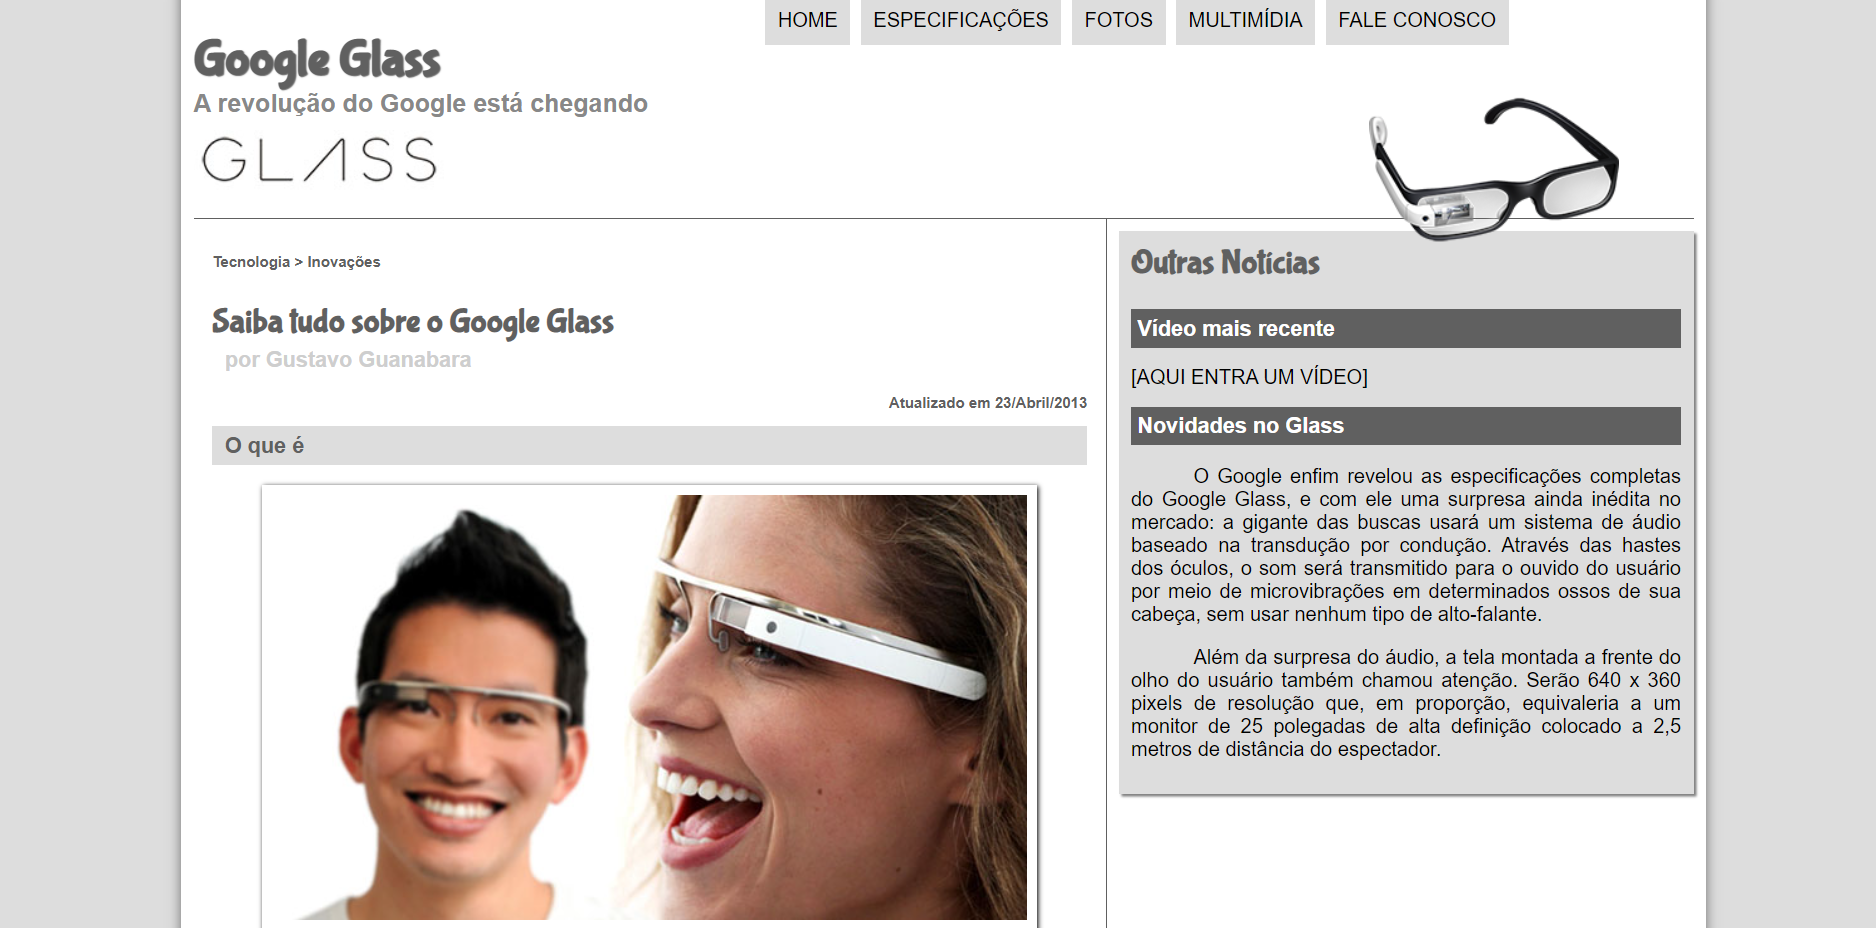 HOME ESPECIFICAÇÕES FOTOS MULTIMÍDIA FALE CONOSCO
Google Glass
A revolução do Google está chegando
GLASS
Tecnologia > Inovações
Saiba tudo sobre o Google Glass
por Gustavo Guanabara
Atualizado em 23/Abril/2013
O que é
Outras Notícias
Vídeo mais recente
[AQUI ENTRA UM VÍDEO]
Novidades no Glass
O Google enfim revelou as especificações completas
do Google Glass, e com ele uma surpresa ainda inédita no
mercado: a gigante das buscas usará um sistema de áudio
baseado na transdução por condução. Através das hastes
dos óculos, o som será transmitido para o ouvido do usuário
por meio de microvibrações em determinados ossos de sua
cabeça, sem usar nenhum tipo de alto-falante.
Além da surpresa do áudio, a tela montada a frente do
olho do usuário também chamou atenção. Serão 640 x 360
pixels de resolução que, em proporção, equivaleria a um
monitor de 25 polegadas de alta definição colocado a 2,5
metros de distância do espectador.